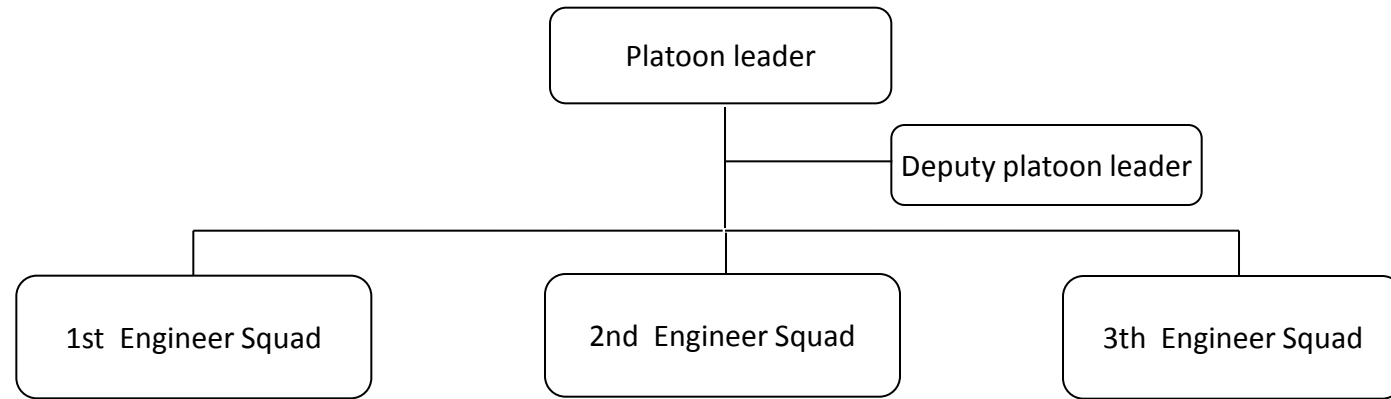 Platoon leader
Deputy platoon leader
1st Engineer Squad
2nd Engineer Squad
3th Engineer Squad